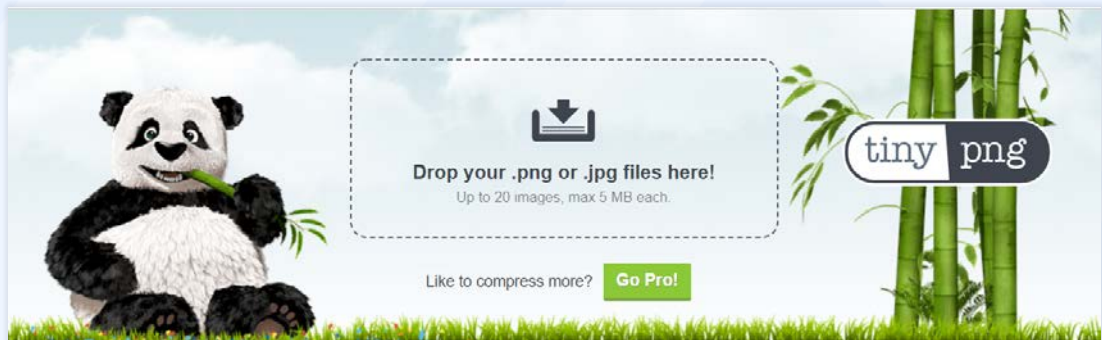 Drop your .png or .jpg files here!
Up to 20 images, max 5 MB each.
tiny png
Like to compress more? Go Pro!